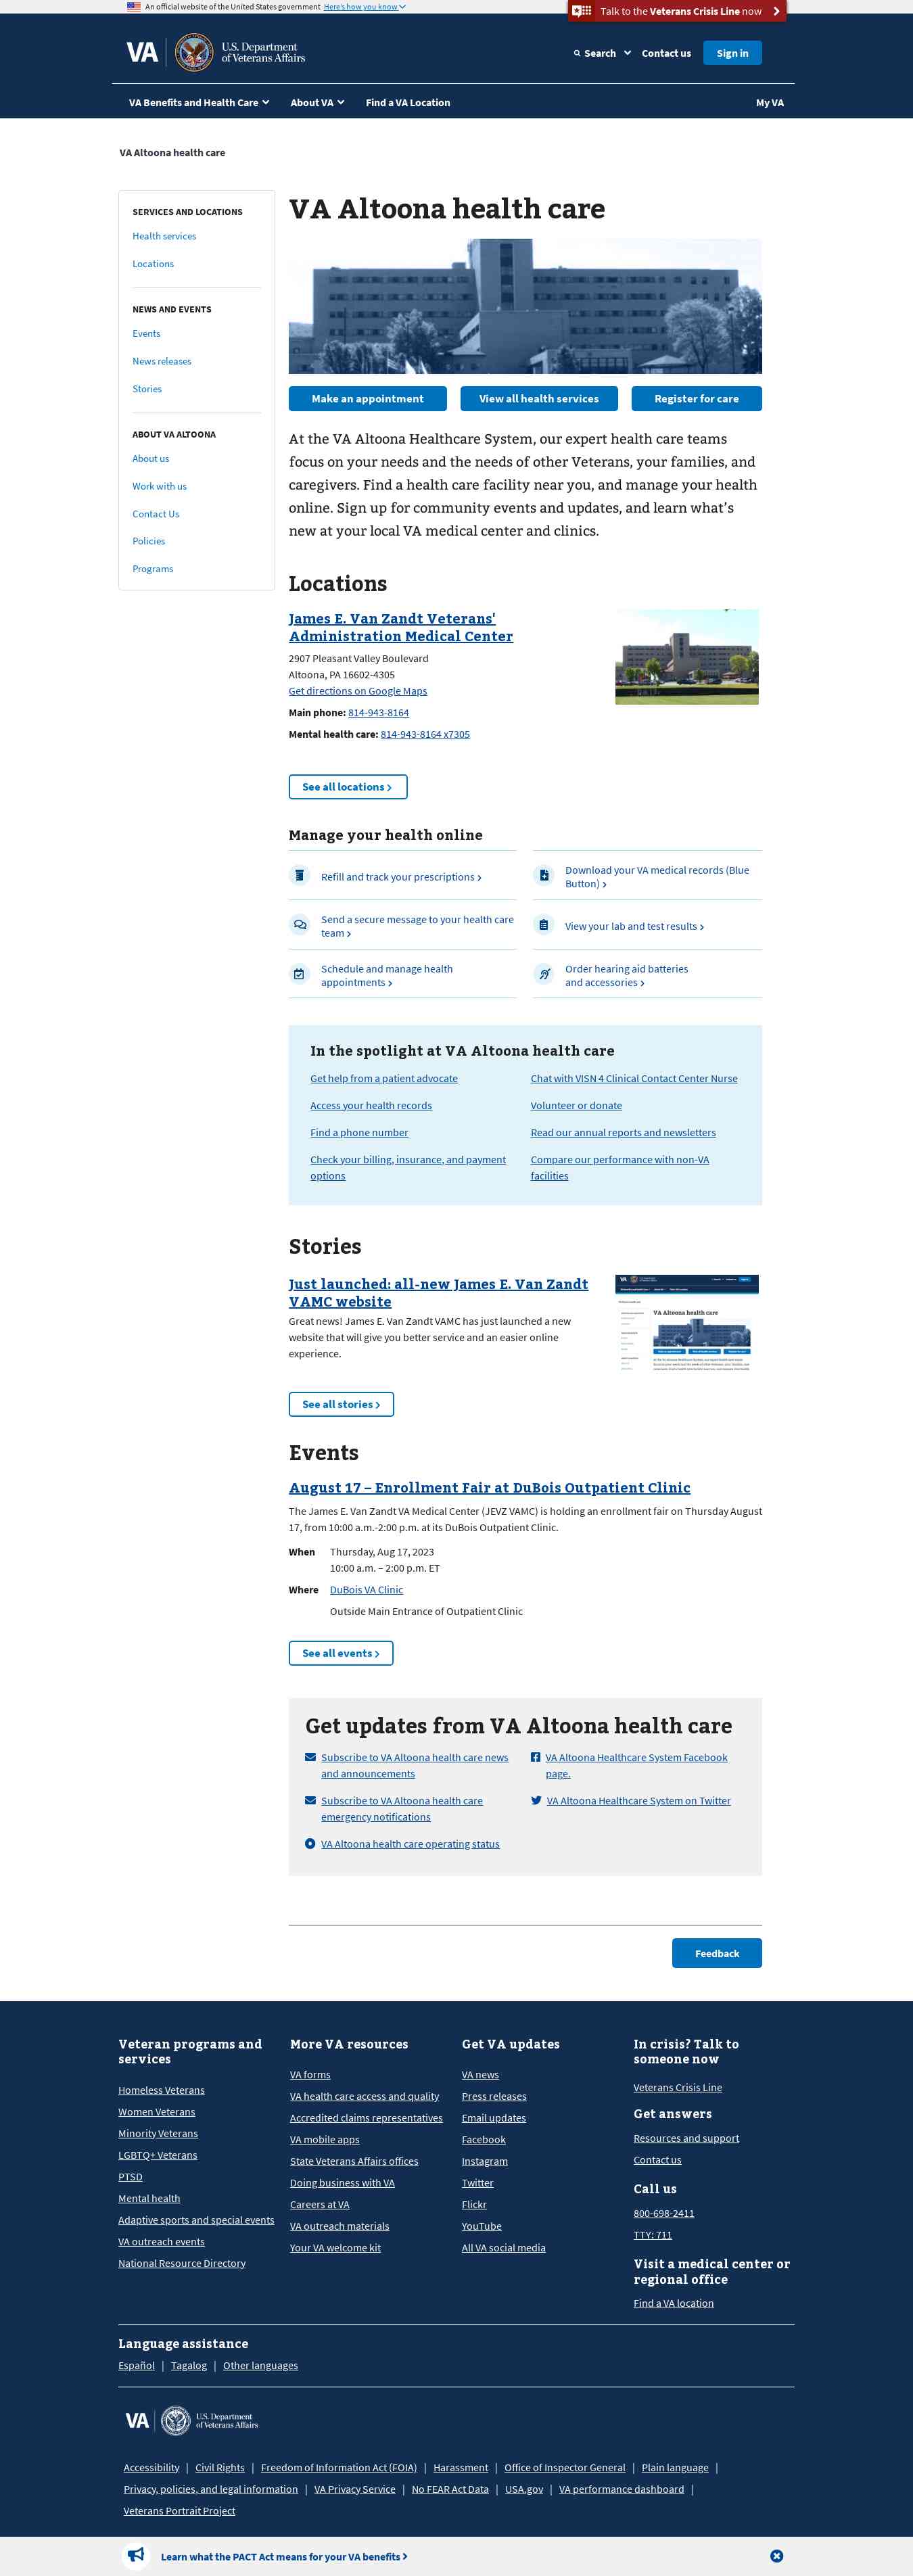 An official website of the United States government Here's how you know
Talk to the Veterans Crisis Line now
VA
U.S. Department
of Veterans Affairs
Search
Contact us
Sign in
VA Benefits and Health Care
About VA
Find a VA Location
My VA
VA Altoona health care
SERVICES AND LOCATIONS
Health services
Locations
NEWS AND EVENTS
Events
News releases
Stories
ABOUT VA ALTOONA
About us
Work with us
Contact Us
Policies
Programs
VA Altoona health care
Make an appointment
View all health services
Register for care
At the VA Altoona Healthcare System, our expert health care teams
focus on your needs and the needs of other Veterans, your families, and
caregivers. Find a health care facility near you, and manage your health
online. Sign up for community events and updates, and learn what’s
new at your local VA medical center and clinics.
Locations
James E. Van Zandt Veterans'
Administration Medical Center
2907 Pleasant Valley Boulevard
Altoona, PA 16602-4305
Get directions on Google Maps
Main phone: 814-943-8164
Mental health care: 814-943-8164 x7305
See all locations
Manage your health online
Refill and track your prescriptions
Download your VA medical records (Blue
Button)
Send a secure message to your health care
team
View your lab and test results
Schedule and manage health
appointments
Order hearing aid batteries
and accessories
In the spotlight at VA Altoona health care
Get help from a patient advocate
Chat with VISN 4 Clinical Contact Center Nurse
Access your health records
Volunteer or donate
Find a phone number
Read our annual reports and newsletters
Check your billing, insurance, and payment
options
Compare our performance with non-VA
facilities
Stories
Just launched: all-new James E. Van Zandt
VAMC website
Great news! James E. Van Zandt VAMC has just launched a new
website that will give you better service and an easier online
experience.
VA Altoona health care
See all stories
Events
August 17 – Enrollment Fair at DuBois Outpatient Clinic
The James E. Van Zandt VA Medical Center (JEVZ VAMC) is holding an enrollment fair on Thursday August
17, from 10:00 a.m.-2:00 p.m. at its DuBois Outpatient Clinic.
When
Thursday, Aug 17, 2023
10:00 a.m. – 2:00 p.m. ET
Where
DuBois VA Clinic
Outside Main Entrance of Outpatient Clinic
See all events
Get updates from VA Altoona health care
Subscribe to VA Altoona health care news
and announcements
Subscribe to VA Altoona health care
emergency notifications
VA Altoona health care operating status
VA Altoona Healthcare System Facebook
page.
VA Altoona Healthcare System on Twitter
Feedback
Veteran programs and
services
Homeless Veterans
Women Veterans
Minority Veterans
LGBTQ+ Veterans
PTSD
Mental health
Adaptive sports and special events
VA outreach events
National Resource Directory
More VA resources
VA forms
VA health care access and quality
Accredited claims representatives
VA mobile apps
State Veterans Affairs offices
Doing business with VA
Careers at VA
VA outreach materials
Your VA welcome kit
Get VA updates
VA news
Press releases
Email updates
Facebook
Instagram
Twitter
Flickr
YouTube
All VA social media
In crisis? Talk to
someone now
Veterans Crisis Line
Get answers
Resources and support
Contact us
Call us
800-698-2411
TTY: 711
Visit a medical center or
regional office
Find a VA location
Language assistance
Español | Tagalog | Other languages
VA
U.S. Department
of Veterans Affairs
Accessibility | Civil Rights | Freedom of Information Act (FOIA) | Harassment | Office of Inspector General | Plain language |
Privacy, policies, and legal information | VA Privacy Service | No FEAR Act Data | USA.gov | VA performance dashboard |
Veterans Portrait Project
Learn what the PACT Act means for your VA benefits